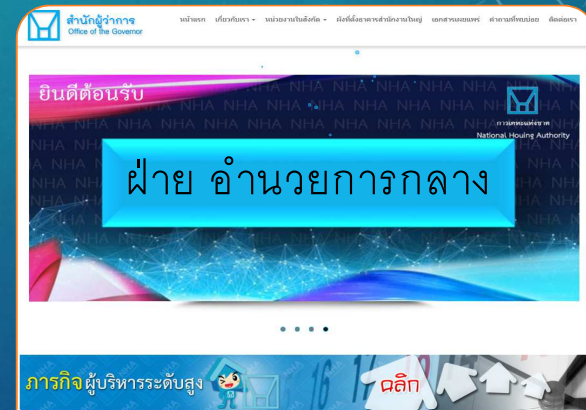 สำนักผู้ว่าการ
Office of the Governor
หน้าแรก เกี่ยวกับเรา หน่วยงานในสังกัด ผังที่ตั้งอาคารสำนักงานใหญ่ เอกสารเผยแพร่ คำถามที่พบบ่อย ติดต่อเรา
ยินดีต้อนรับ
การเคหะแห่งชาติ
National Houing Authority
ฝ่าย อำนวยการกลาง
ภารกิจผู้บริหารระดับสูง
คลิก